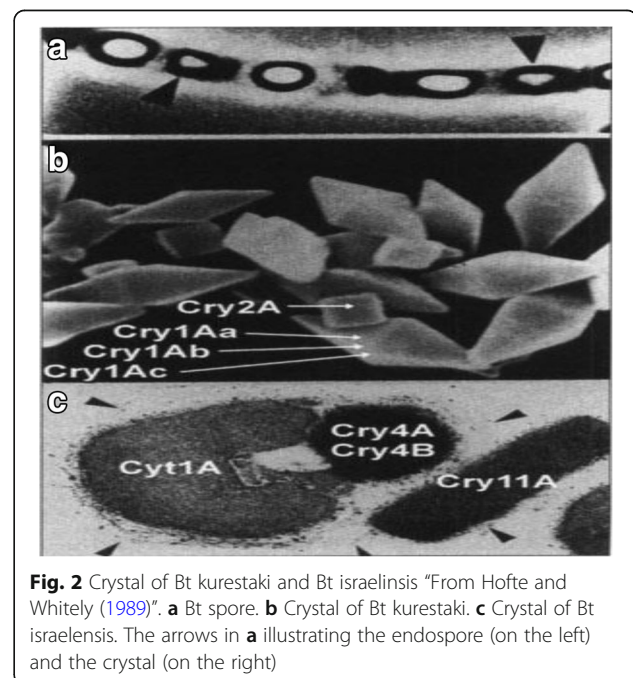 a
b
Cry2A
Cry1Aa
Cry1Ab
Cry1Ac
c
Cyt1A
Cry4A
Cry4B
Cry11A
Fig. 2 Crystal of Bt kurestaki and Bt israelinsis “From Hofte and
Whitely (1989)”. a Bt spore. b Crystal of Bt kurestaki. c Crystal of Bt
israelensis. The arrows in a illustrating the endospore (on the left)
and the crystal (on the right)